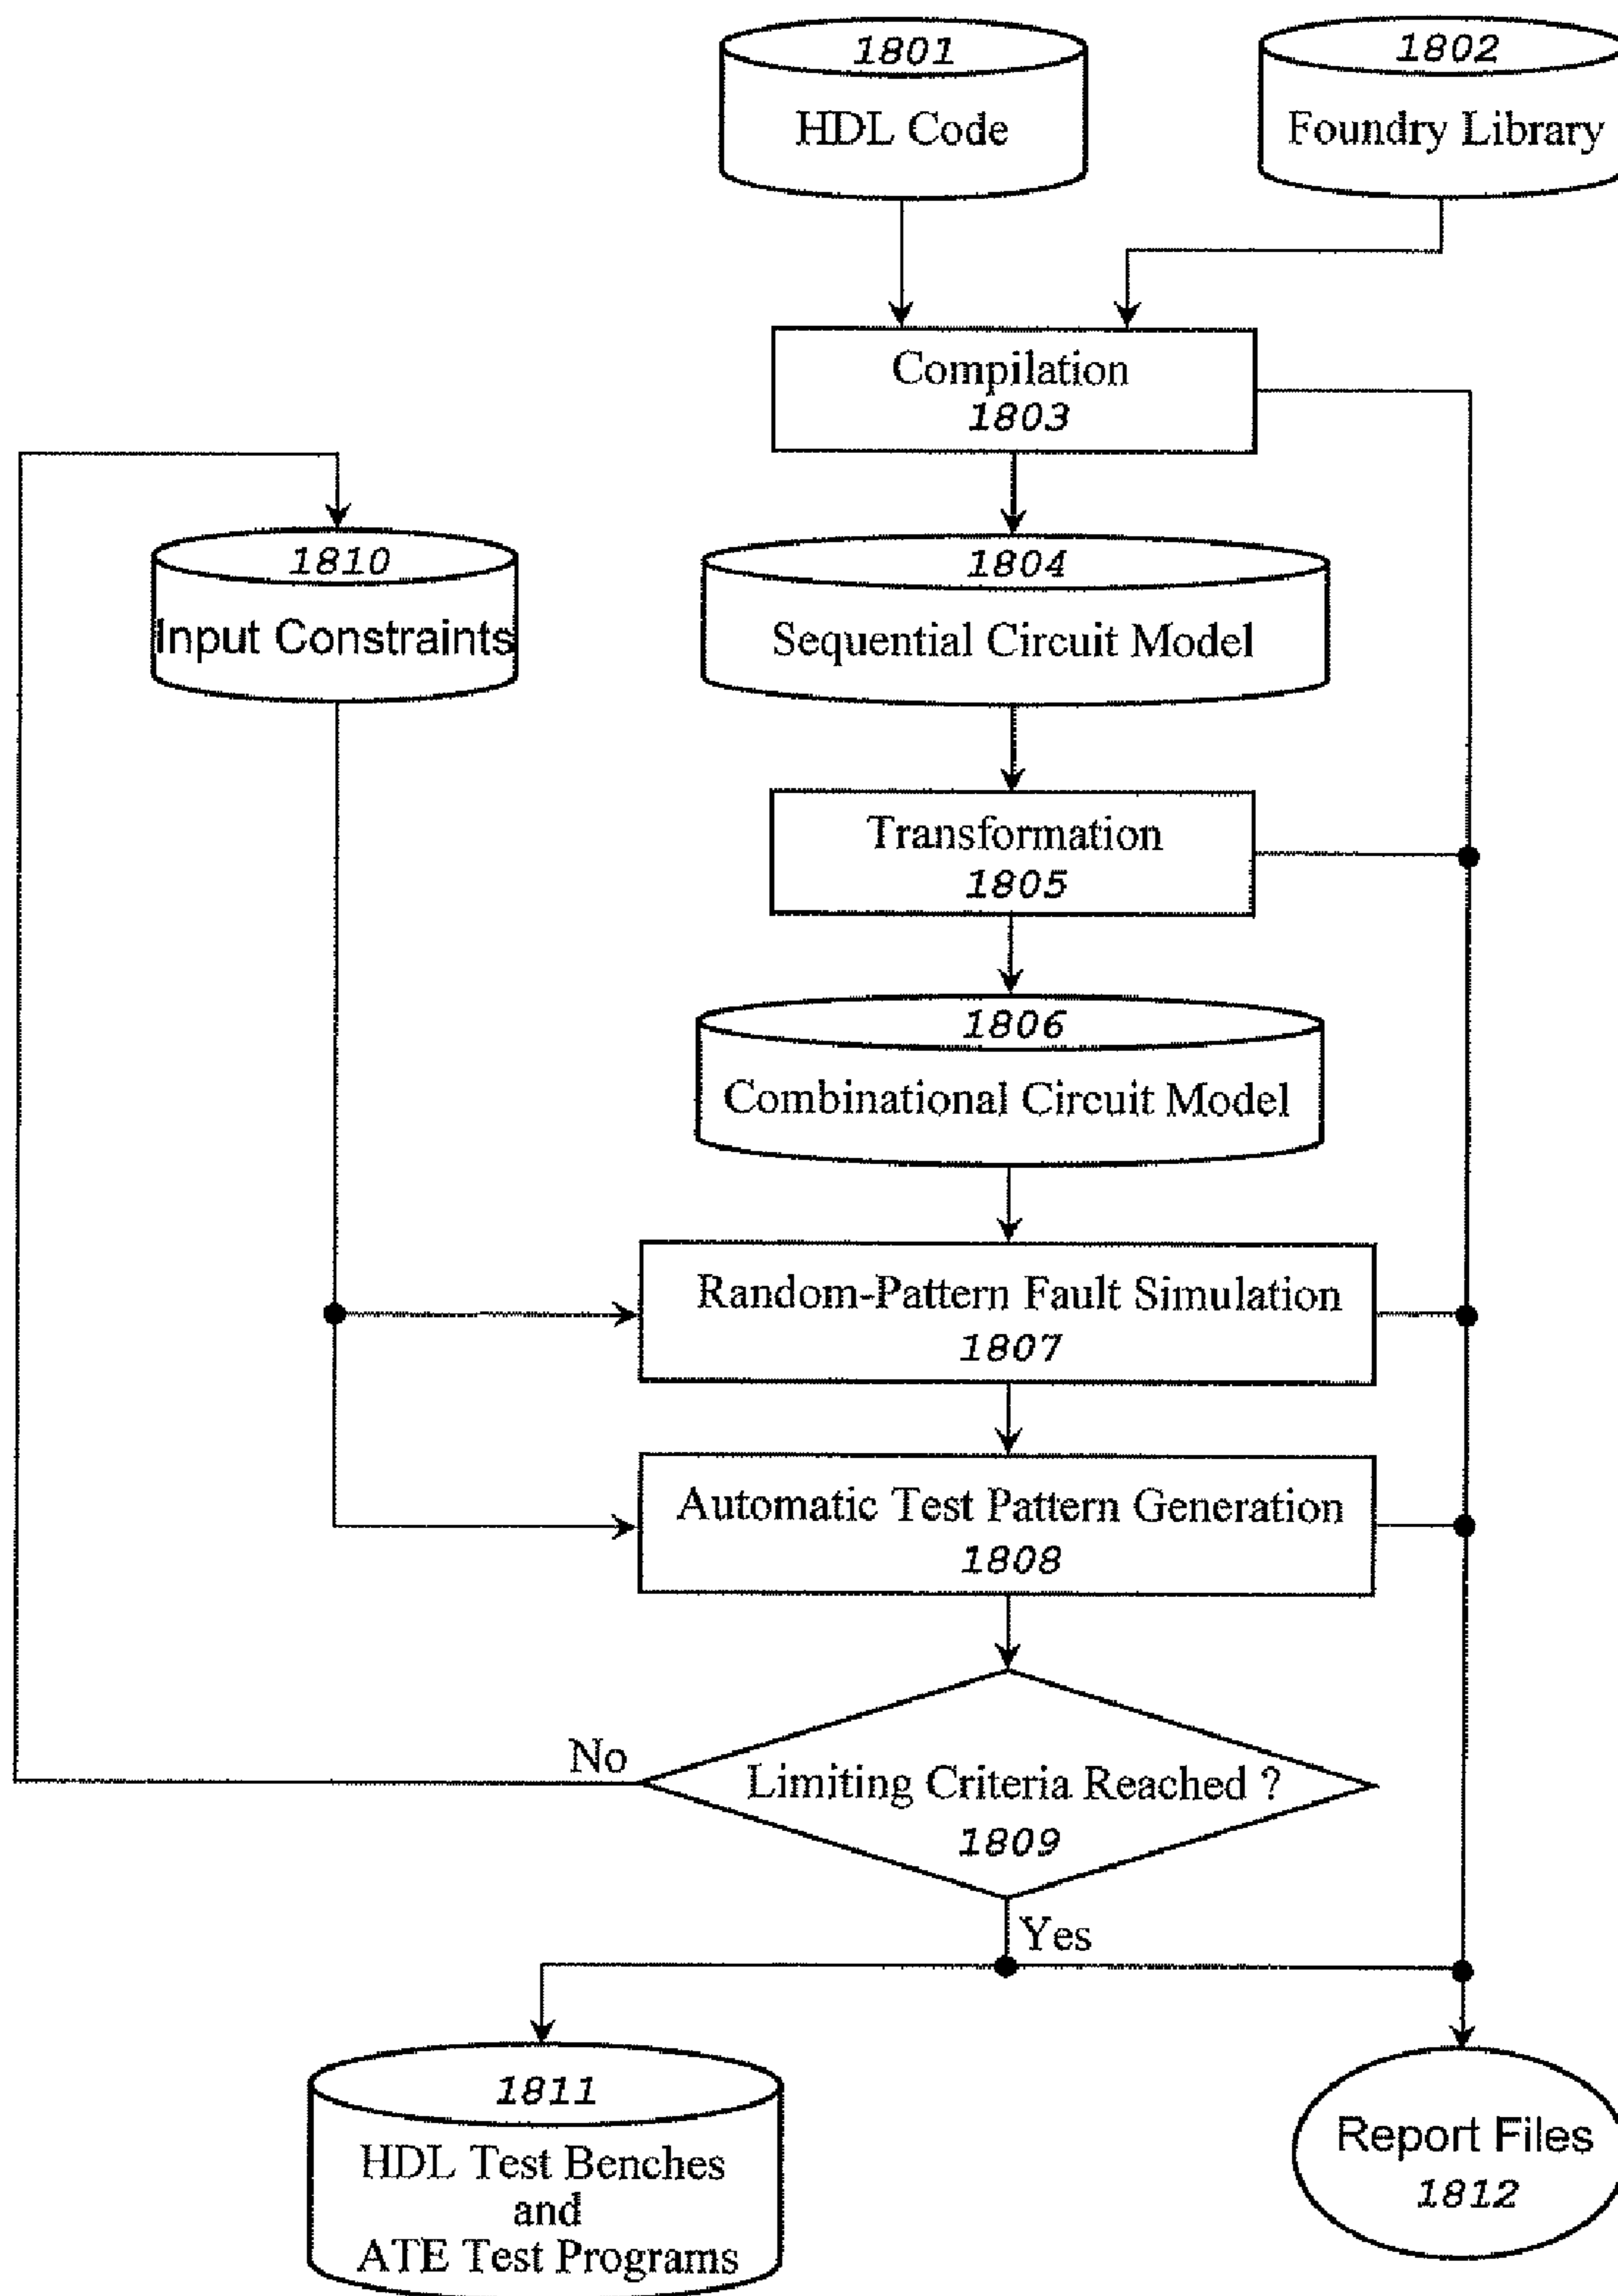 1801
HDL Code
1802
Foundry Library
Compilation
1803
1810
Input Constraints
1804
Sequential Circuit Model
Transformation
1805
1806
Combinational Circuit Model
Random-Pattern Fault Simulation
1807
Automatic Test Pattern Generation
1808
No
Limiting Criteria Reached ?
1809
Yes
1811
HDL Test Benches
and
ATE Test Programs
Report Files
1812